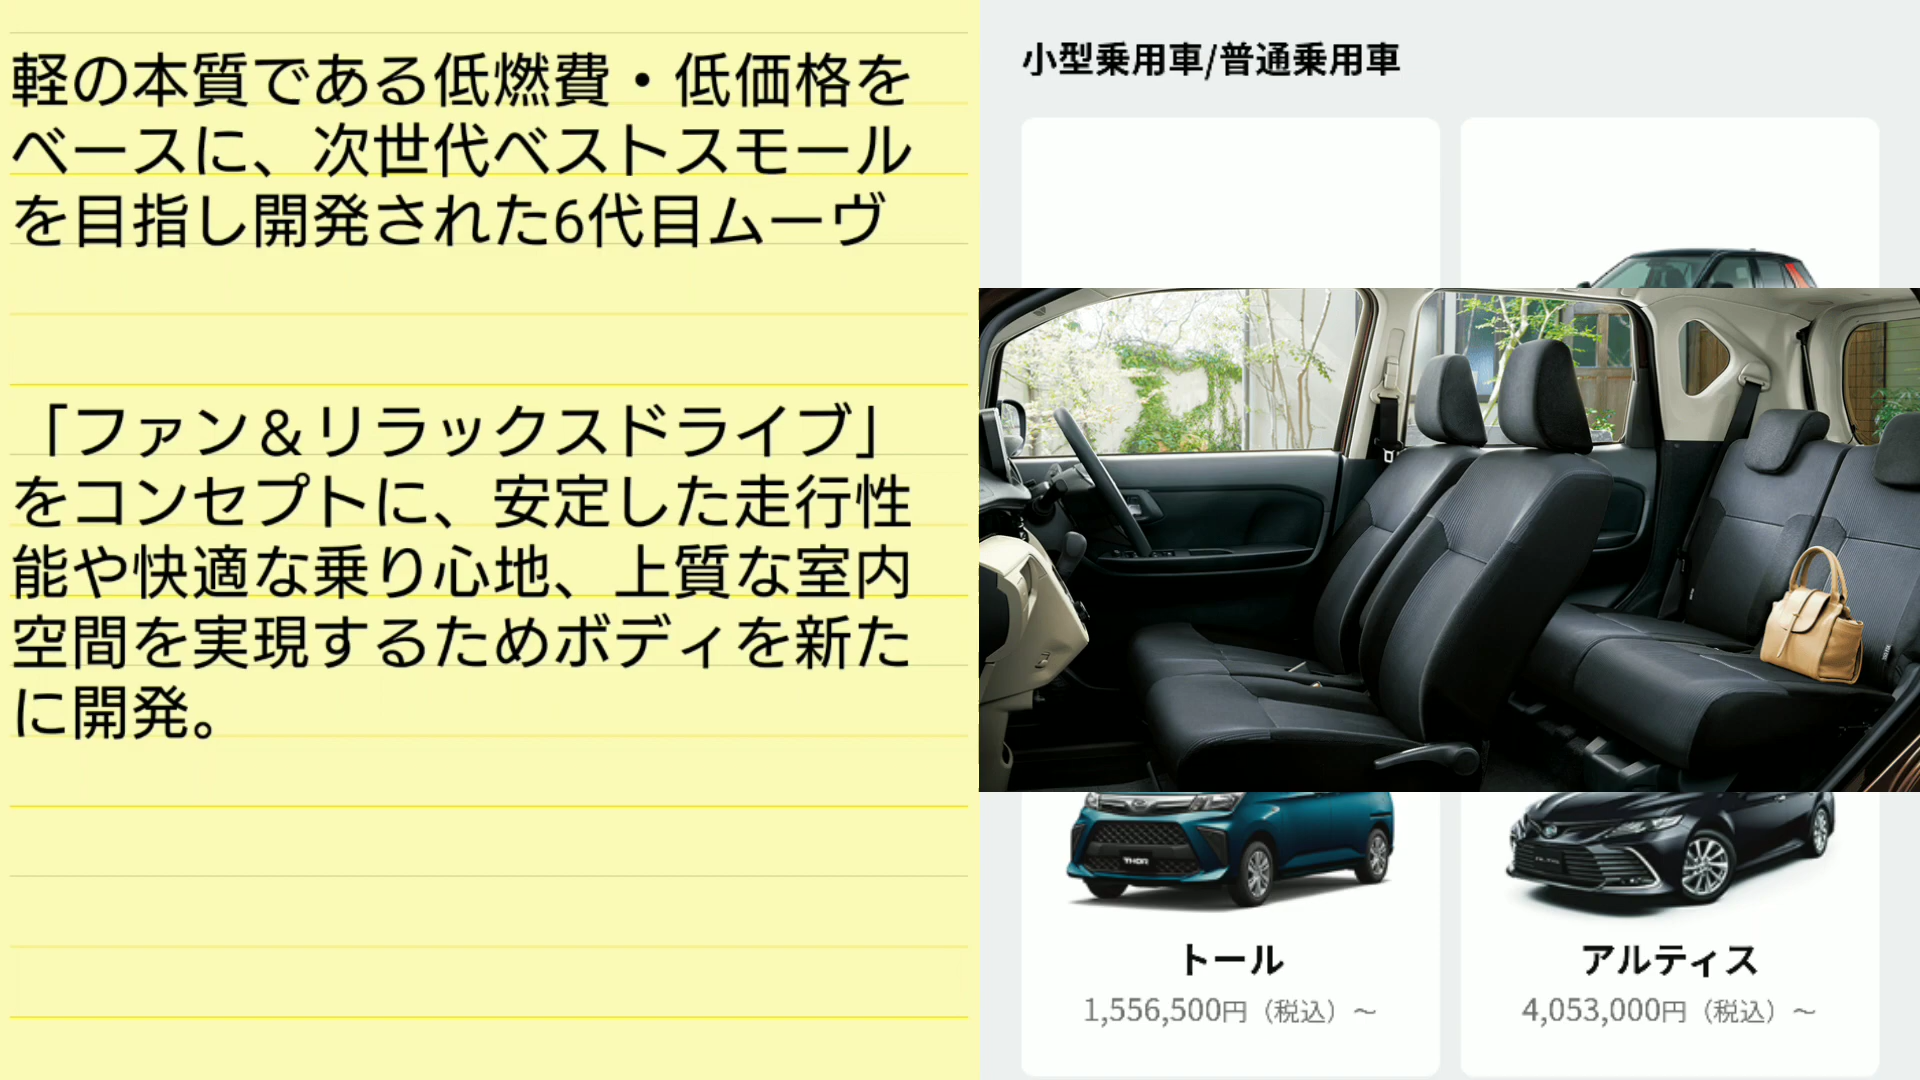 軽の本質である低燃費・低価格を
ベースに、次世代ベストスモール
を目指し開発された6代目ムーヴ
「ファン＆リラックスドライブ」
をコンセプトに、安定した走行性
能や快適な乗り心地、上質な室内
空間を実現するためボディを新た
に開発。
小型乗用車/普通乗用車
THOR
トール
1,556,500円（税込）～
アルティス
4,053,000円（税込）～